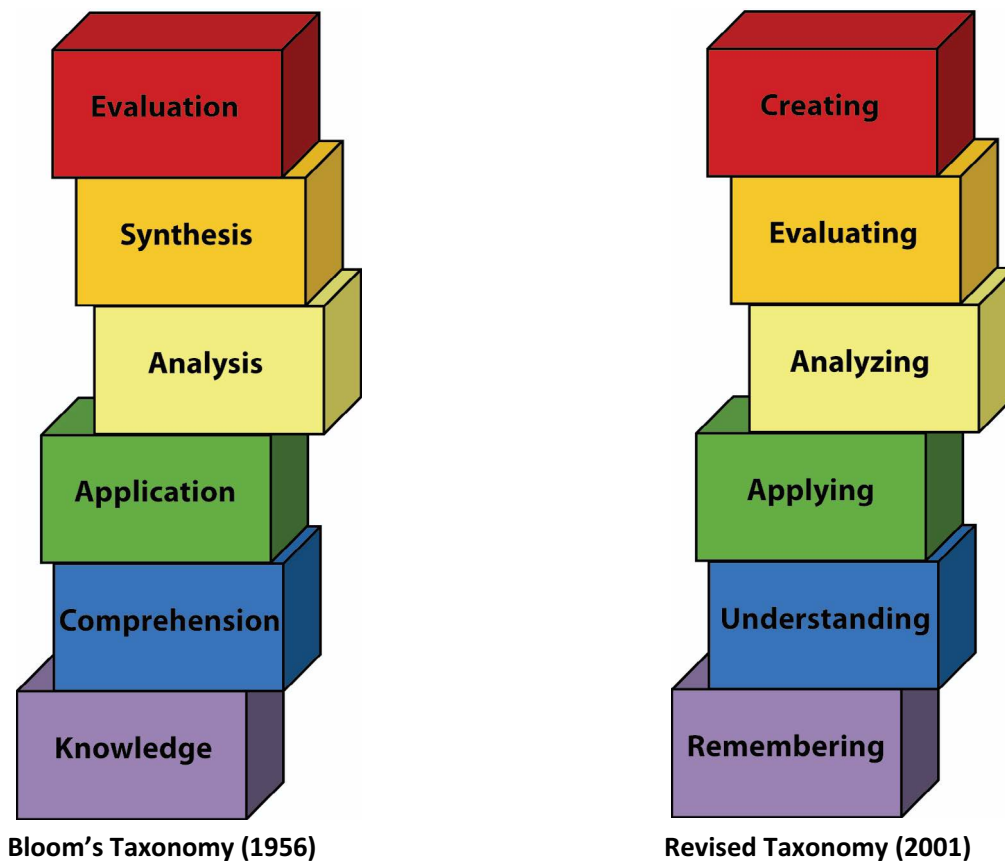 Evaluation
Synthesis
Analysis
Application
Comprehension
Knowledge
Bloom’s Taxonomy (1956)
Creating
Evaluating
Analyzing
Applying
Understanding
Remembering
Revised Taxonomy (2001)